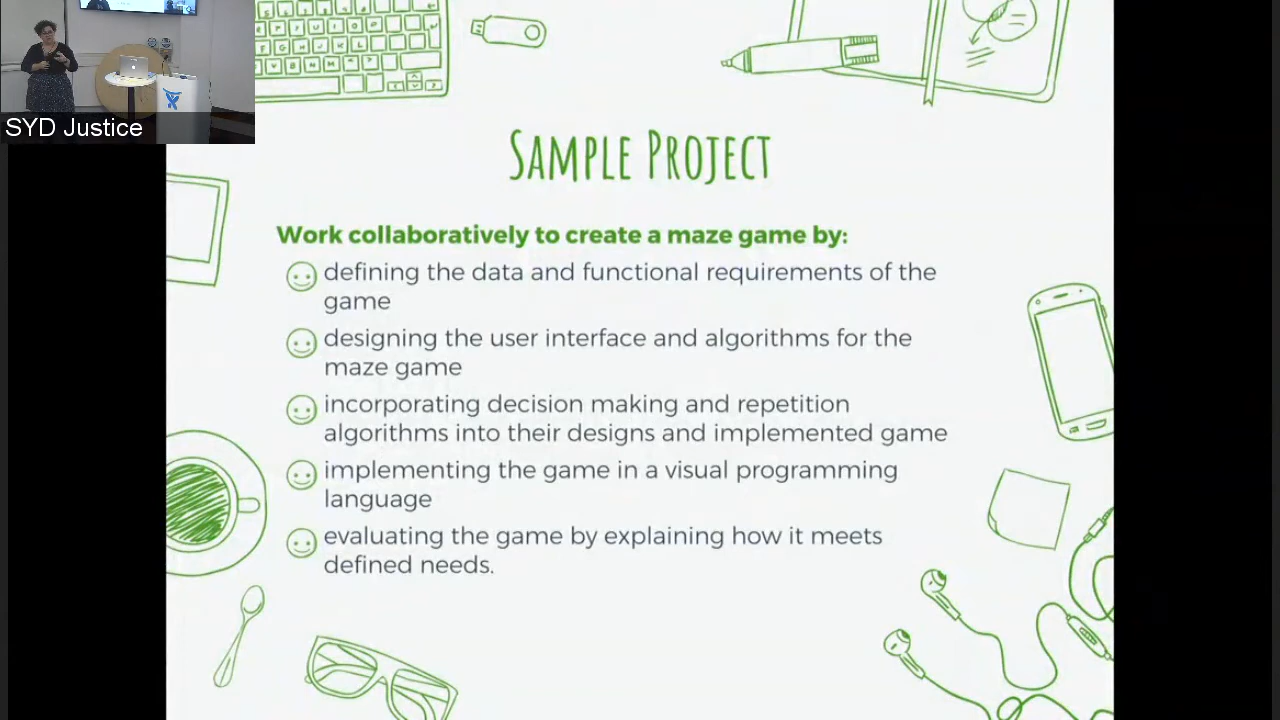 SYD Justice
SAMPLE PROJECT
Work collaboratively to create a maze game by:
defining the data and functional requirements of the
game
designing the user interface and algorithms for the
maze game
incorporating decision making and repetition
algorithms into their designs and implemented game
implementing the game in a visual programming
language
evaluating the game by explaining how it meets
defined needs.